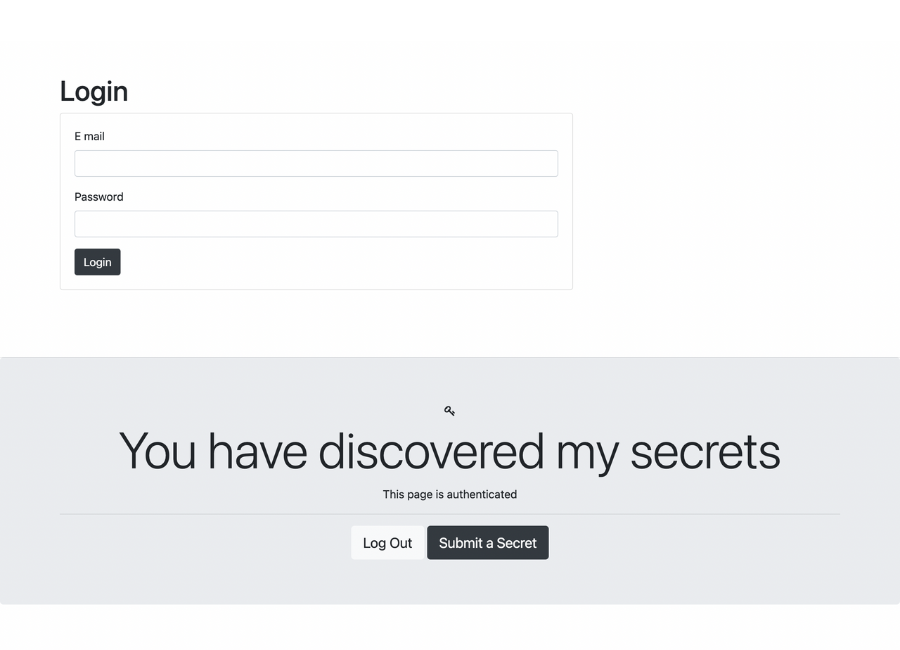 Login
E mail
Password
Login
You have discovered my secrets
This page is authenticated
Log Out Submit a Secret